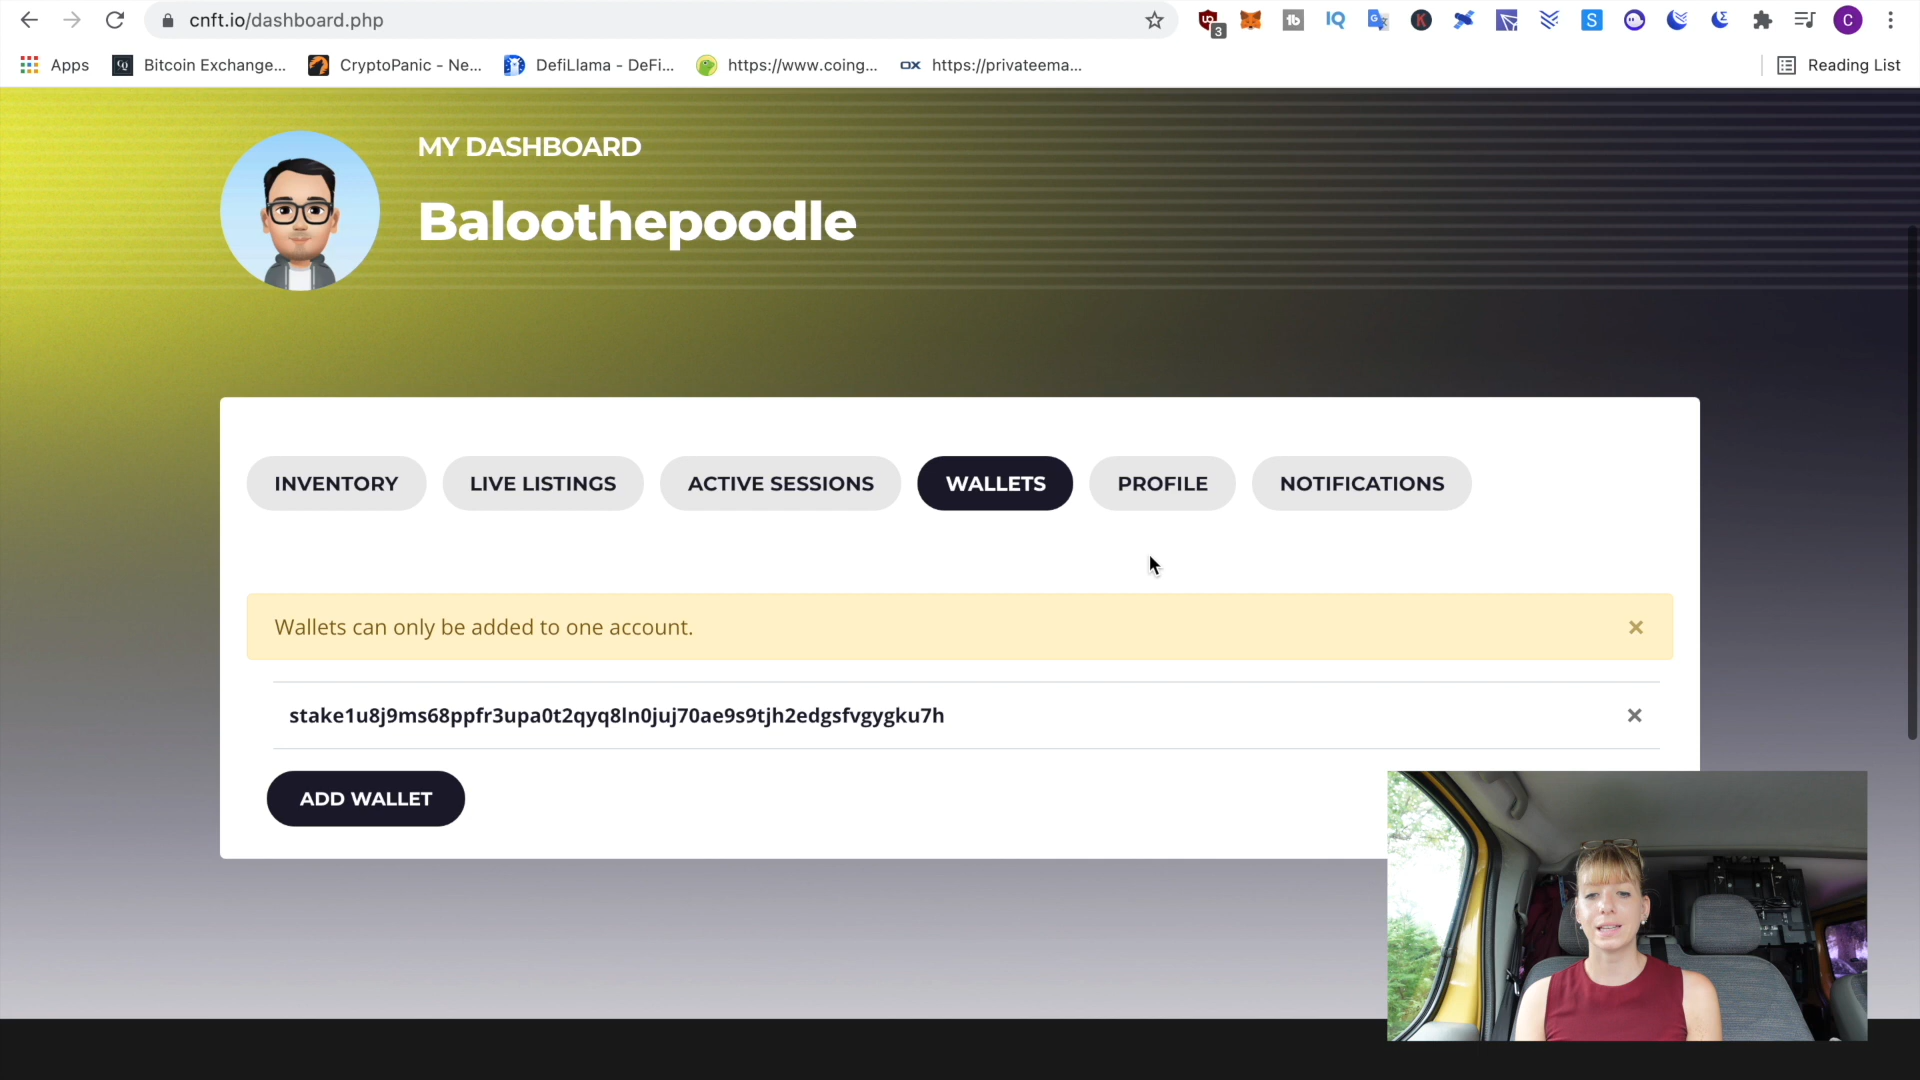 cnft.io/dashboard.php
3
Apps
Bitcoin Exchange...
CryptoPanic - Ne...
DefiLlama - DeFi...
https://www.coing...
https://privateema...
Reading List
MY DASHBOARD
Baloothepoodle
INVENTORY
LIVE LISTINGS
ACTIVE SESSIONS
WALLETS
PROFILE
NOTIFICATIONS
Wallets can only be added to one account.
stake1u8j9ms68ppfr3upa0t2qyq8ln0juj70ae9s9tjh2edgsfvgygku7h
ADD WALLET